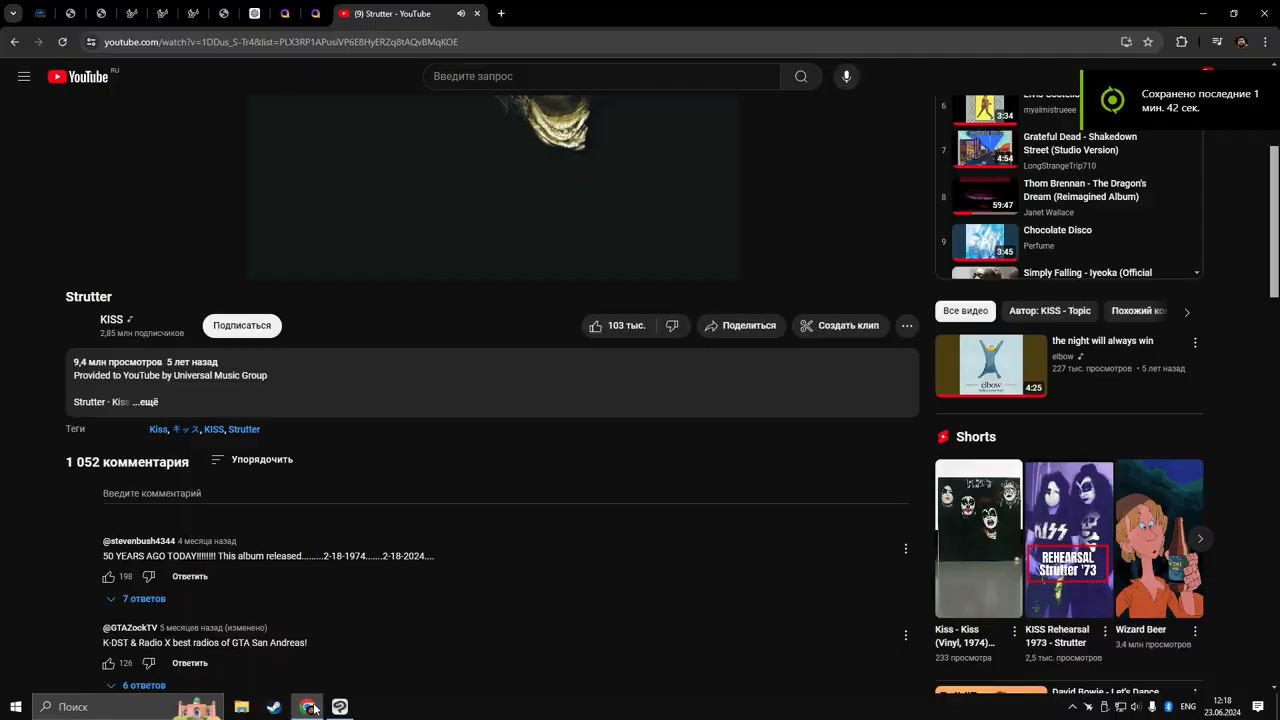 (9) Strutter - YouTube
youtube.com/watch?v=1DDus_S-Tr4&list=PLX3RP1APusiVP6E8HyERZq8tAQvBMqKOE
YouTube RU
Введите запрос
Сохранено последние 1
мин. 42 сек.
6
myaimistrueee
3:34
7
Grateful Dead - Shakedown
Street (Studio Version)
LongStrangeTrip710
4:54
8
Thom Brennan - The Dragon's
Dream (Reimagined Album)
Janet Wallace
59:47
9
Chocolate Disco
Perfume
3:45
Simply Falling - Iyeoka (Official
Strutter
KISS
2,85 млн подписчиков
Подписаться
103 тыс.
Поделиться
Создать клип
9,4 млн просмотров 5 лет назад
Provided to YouTube by Universal Music Group
Strutter · Kiss ...ещё
Теги
Kiss, キッス, KISS, Strutter
1 052 комментария
Упорядочить
Введите комментарий
@stevenbush4344 4 месяца назад
50 YEARS AGO TODAY!!!!!!!! This album released.........2-18-1974.......2-18-2024....
198
Ответить
7 ответов
@GTAZockTV 5 месяцев назад (изменено)
K-DST & Radio X best radios of GTA San Andreas!
126
Ответить
6 ответов
Все видео
Автор: KISS - Topic
Похожий
the night will always win
elbow
227 тыс. просмотров • 5 лет назад
elbow
4:25
Shorts
KISS
REHEARSAL
Strutter '73
Kiss - Kiss
(Vinyl, 1974)...
233 просмотра
KISS Rehearsal
1973 - Strutter
2,5 тыс. просмотров
Wizard Beer
3,4 млн просмотров
David Bowie - Let's Dance
Поиск
ENG
12:18
23.06.2024